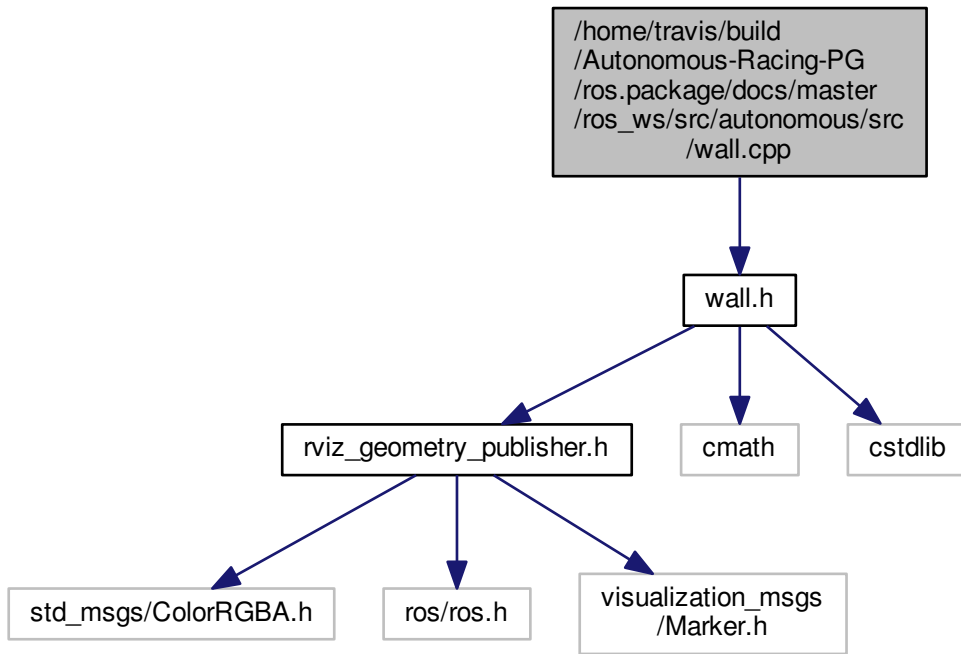 /home/travis/build
/Autonomous-Racing-PG
/ros.package/docs/master
/ros_ws/src/autonomous/src
/wall.cpp
wall.h
rviz_geometry_publisher.h
cmath
cstdlib
std_msgs/ColorRGBA.h
ros/ros.h
visualization_msgs
/Marker.h